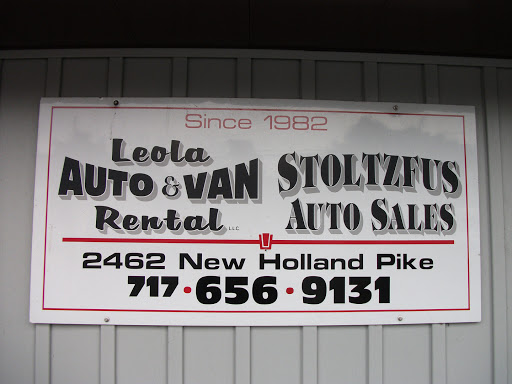 Since 1982
Leola
AUTO & VAN
Rental LLC
STOLTZFUS
AUTO SALES
2462 New Holland Pike
717•656•9131